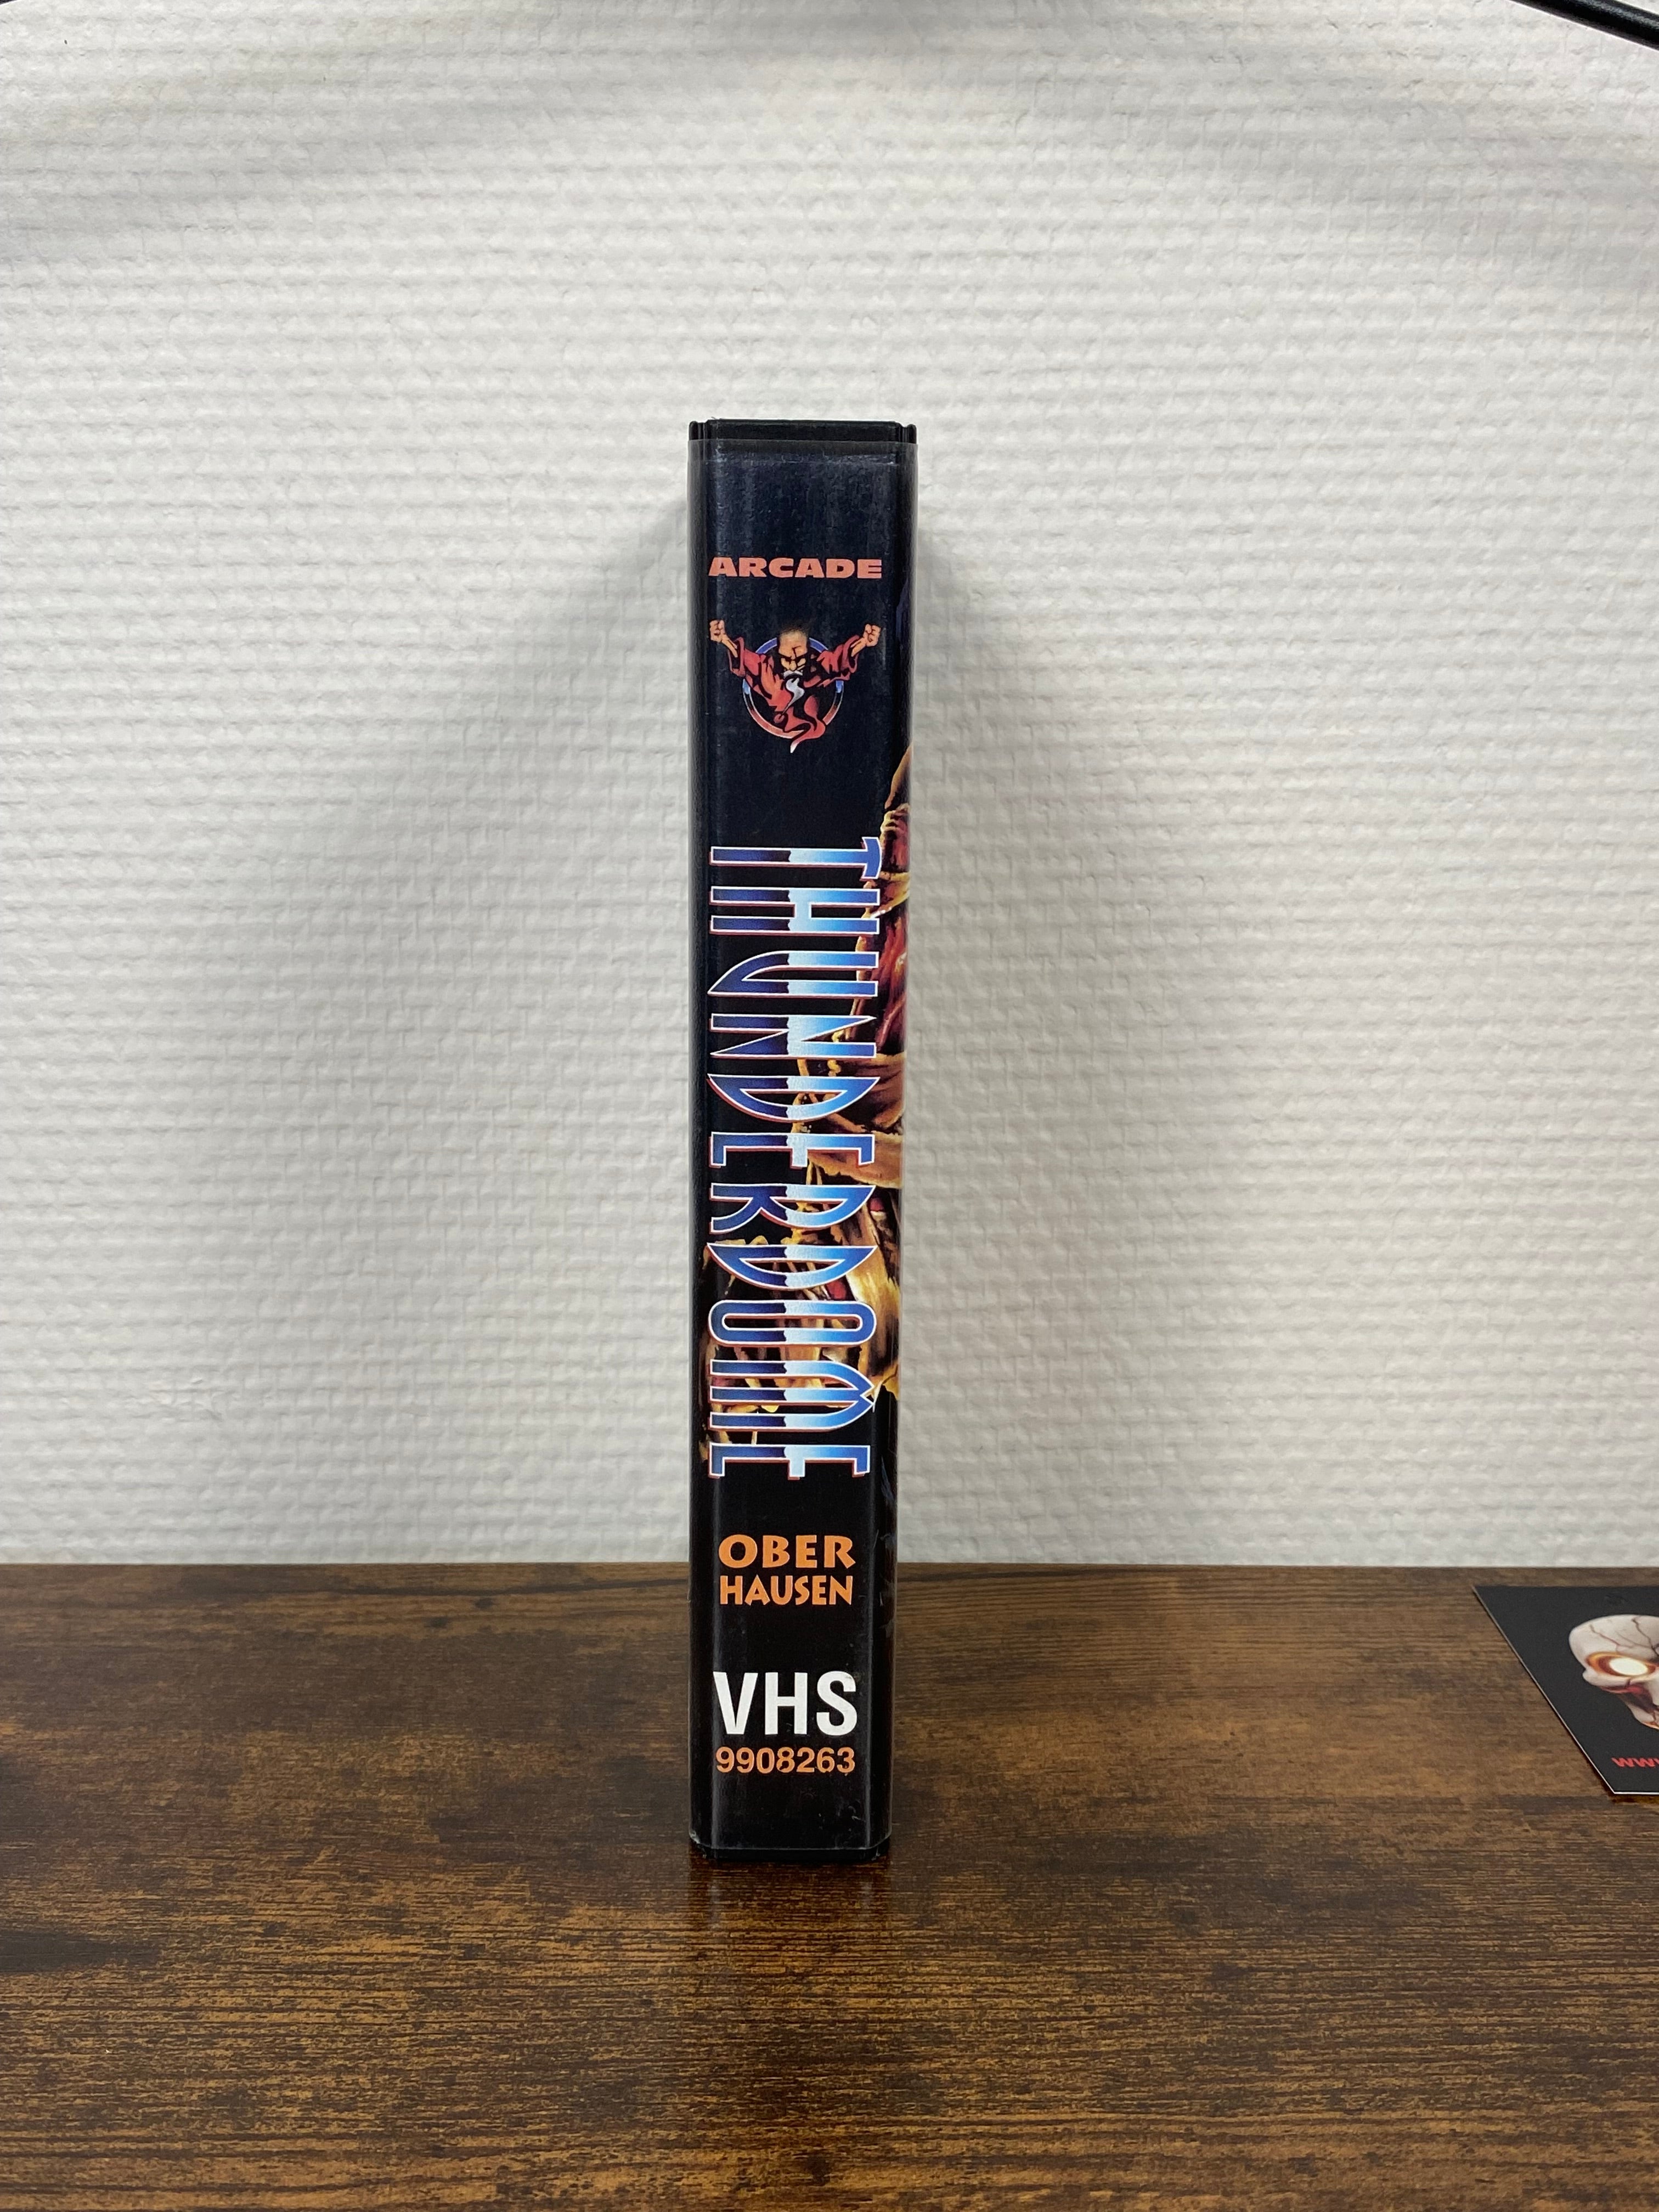 ARCADE
THUNDERDOME
OBER
HAUSEN
VHS
9908263